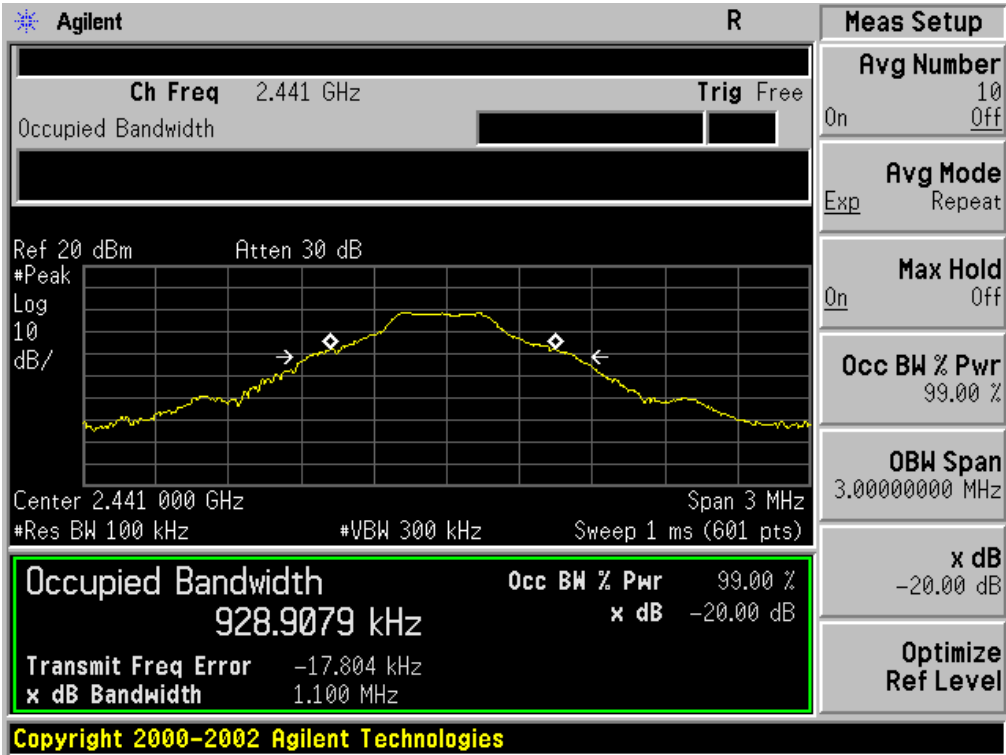 Agilent R
Ch Freq 2.441 GHz Trig Free
Occupied Bandwidth
Ref 20 dBm Atten 30 dB
#Peak
Log
10
dB/
Center 2.441 000 GHz Span 3 MHz
#Res BW 100 kHz #VBW 300 kHz Sweep 1 ms (601 pts)
Occupied Bandwidth
928.9079 kHz
Occ BW % Pwr 99.00 %
x dB -20.00 dB
Transmit Freq Error -17.804 kHz
x dB Bandwidth 1.100 MHz
Copyright 2000-2002 Agilent Technologies
Meas Setup
Avg Number
10
On Off
Avg Mode
Exp Repeat
Max Hold
On Off
Occ BW % Pwr
99.00 %
OBW Span
3.00000000 MHz
x dB
-20.00 dB
Optimize
Ref Level